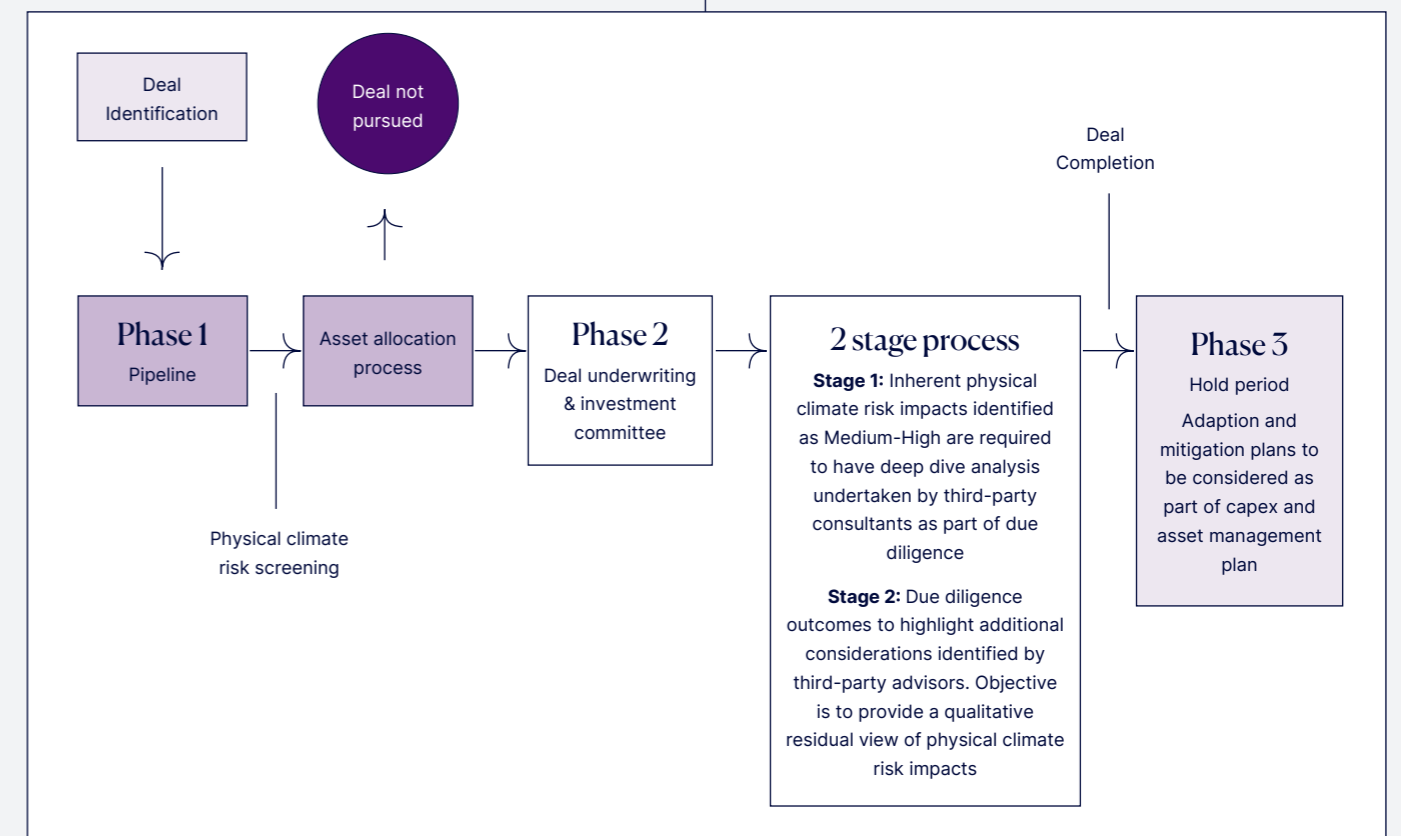 Deal
Identification
Deal not
pursued
Deal
Completion
Phase 1
Pipeline
Asset allocation
process
Phase 2
Deal underwriting
& investment
committee
2 stage process
Stage 1: Inherent physical
climate risk impacts identified
as Medium-High are required
to have deep dive analysis
undertaken by third-party
consultants as part of due
diligence
Stage 2: Due diligence
outcomes to highlight additional
considerations identified by
third-party advisors. Objective
is to provide a qualitative
residual view of physical climate
risk impacts
Phase 3
Hold period
Adaption and
mitigation plans to
be considered as
part of capex and
asset management
plan
Physical climate
risk screening